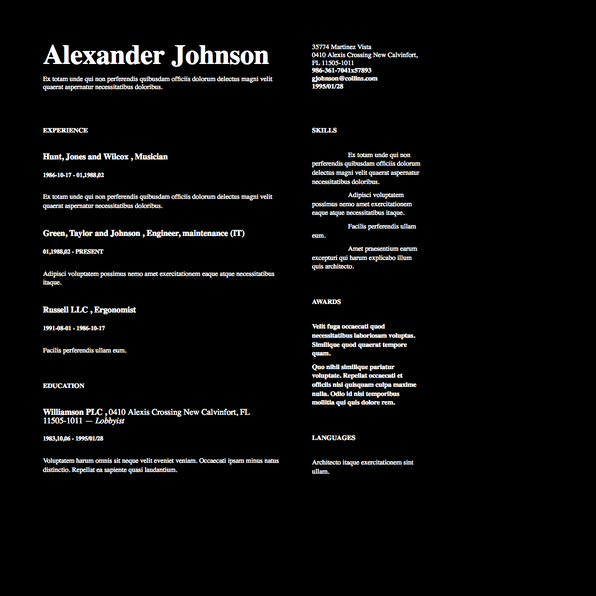 Alexander Johnson
Ex totam unde qui non perferendis quibusdam officiis dolorum delectus magni velit
quaerat aspernatur necessitatibus doloribus.
35774 Martinez Vista
0410 Alexis Crossing New Calvinfort,
FL 11505-1011
986-361-7041x57893
gjohnson@collins.com
1995/01/28
EXPERIENCE
Hunt, Jones and Wilcox , Musician
1986-10-17 - 01,1988,02
Ex totam unde qui non perferendis quibusdam officiis dolorum delectus magni velit
quaerat aspernatur necessitatibus doloribus.
Green, Taylor and Johnson , Engineer, maintenance (IT)
01,1988,02 - PRESENT
Adipisci voluptatem possimus nemo amet exercitationem eaque atque necessitatibus
itaque.
Russell LLC , Ergonomist
1991-08-01 - 1986-10-17
Facilis perferendis ullam eum.
EDUCATION
Williamson PLC , 0410 Alexis Crossing New Calvinfort, FL
11505-1011 — Lobbyist
1983,10,06 - 1995/01/28
Voluptatem harum omnis sit neque velit eveniet veniam. Occaecati ipsam minus natus
distinctio. Repellat ea sapiente quasi laudantium.
SKILLS
Ex totam unde qui non
perferendis quibusdam officiis dolorum
delectus magni velit quaerat aspernatur
necessitatibus doloribus.
Adipisci voluptatem
possimus nemo amet exercitationem
eaque atque necessitatibus itaque.
Facilis perferendis ullam
eum.
Amet praesentium earum
excepturi qui harum explicabo illum
quis architecto.
AWARDS
Velit fuga occaecati quod
necessitatibus laboriosam voluptas.
Similique quod quaerat tempore
quam.
Quo nihil similique pariatur
voluptate. Repellat occaecati et
officiis nisi quisquam culpa maxime
nulla. Odio id nisi temporibus
mollitia qui quis dolore rem.
LANGUAGES
Architecto itaque exercitationem sint
ullam.